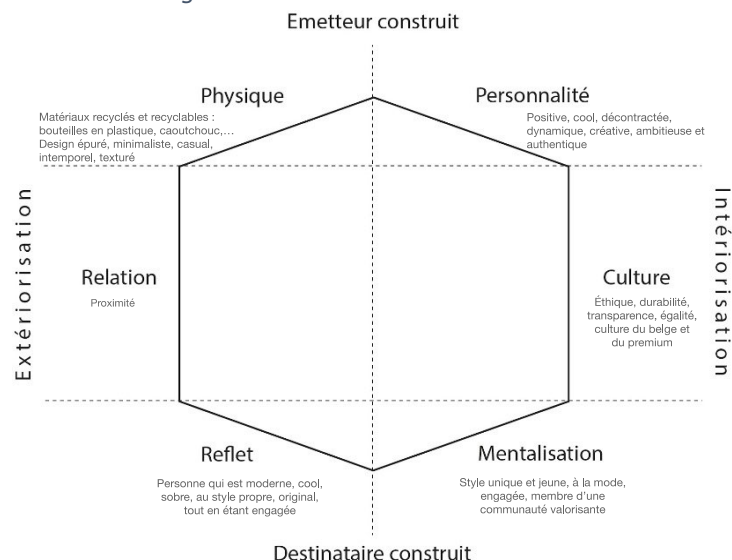 Emetteur construit
Physique
Matériaux recyclés et recyclables :
bouteilles en plastique, caoutchouc,…
Design épuré, minimaliste, casual,
intemporel, texturé
Personnalité
Positive, cool, décontractée,
dynamique, créative, ambitieuse et
authentique
Extériorisation
Relation
Proximité
Culture
Éthique, durabilité,
transparence, égalité,
culture du belge et
du premium
Intériorisation
Reflet
Personne qui est moderne, cool,
sobre, au style propre, original,
tout en étant engagée
Mentalisation
Style unique et jeune, à la mode,
engagée, membre d'une
communauté valorisante
Destinataire construit